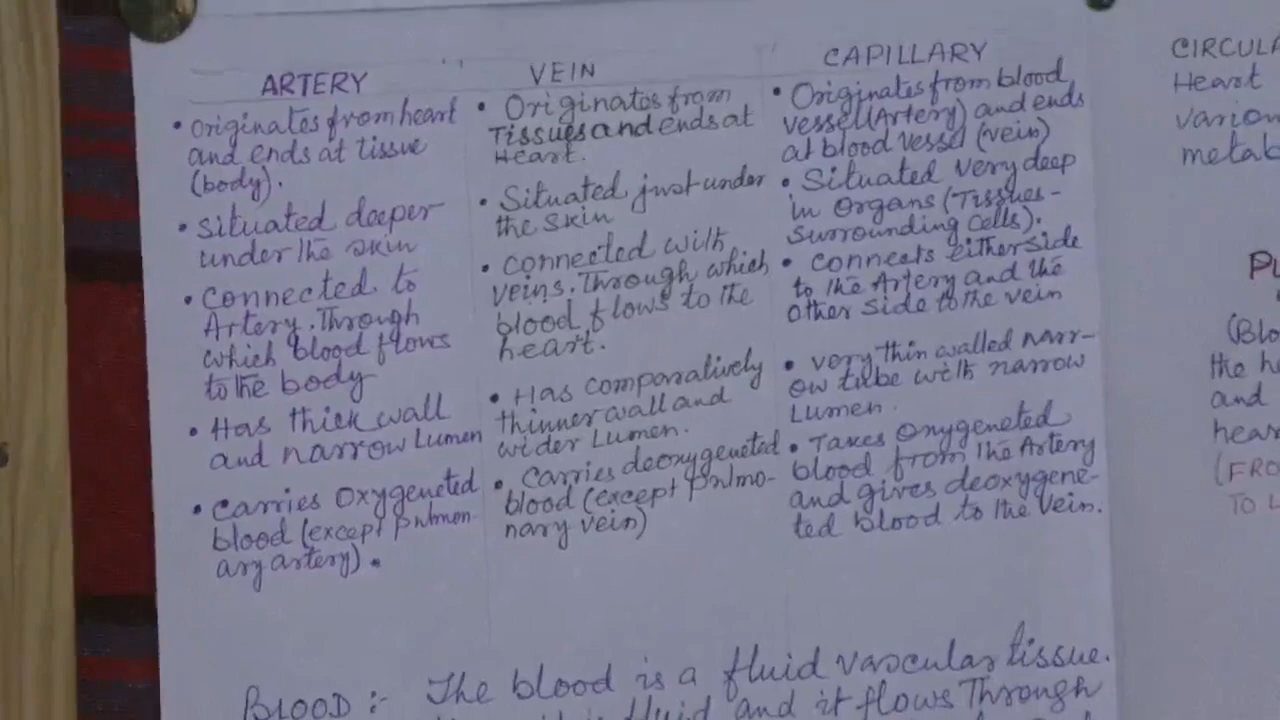 ARTERY
• Originates from heart
and ends at tissue
(body).
• Situated deeper
under the skin
• Connected to
Artery. Through
which blood flows
to the body
• Has thick wall
and narrow Lumen
• Carries Oxygeneted
blood (except pulmon-
ary artery).
VEIN
• Originates from
Tissues and ends at
Heart.
• Situated just under
the skin
• Connected with
veins. Through which
blood flows to the
heart.
• Has comparatively
thinner wall and
wider Lumen.
• Carries deoxygeneted
blood (except pulmo-
nary vein)
CAPILLARY
• Originates from blood
vessel (Artery) and ends
at blood vessel (vein)
• Situated very deep
in Organs (Tissues-
surrounding cells).
• Connects either side
to the Artery and the
other side to the vein
• Very thin walled narr-
ow tube with narrow
Lumen.
• Takes Oxygeneted
blood from the Artery
and gives deoxygene-
ted blood to the vein.
BLOOD :- The blood is a fluid vascular tissue.
fluid and it flows Through
CIRCULA
Heart
variou
metab
(Blo
the h
and
hear
(FRO
TO L